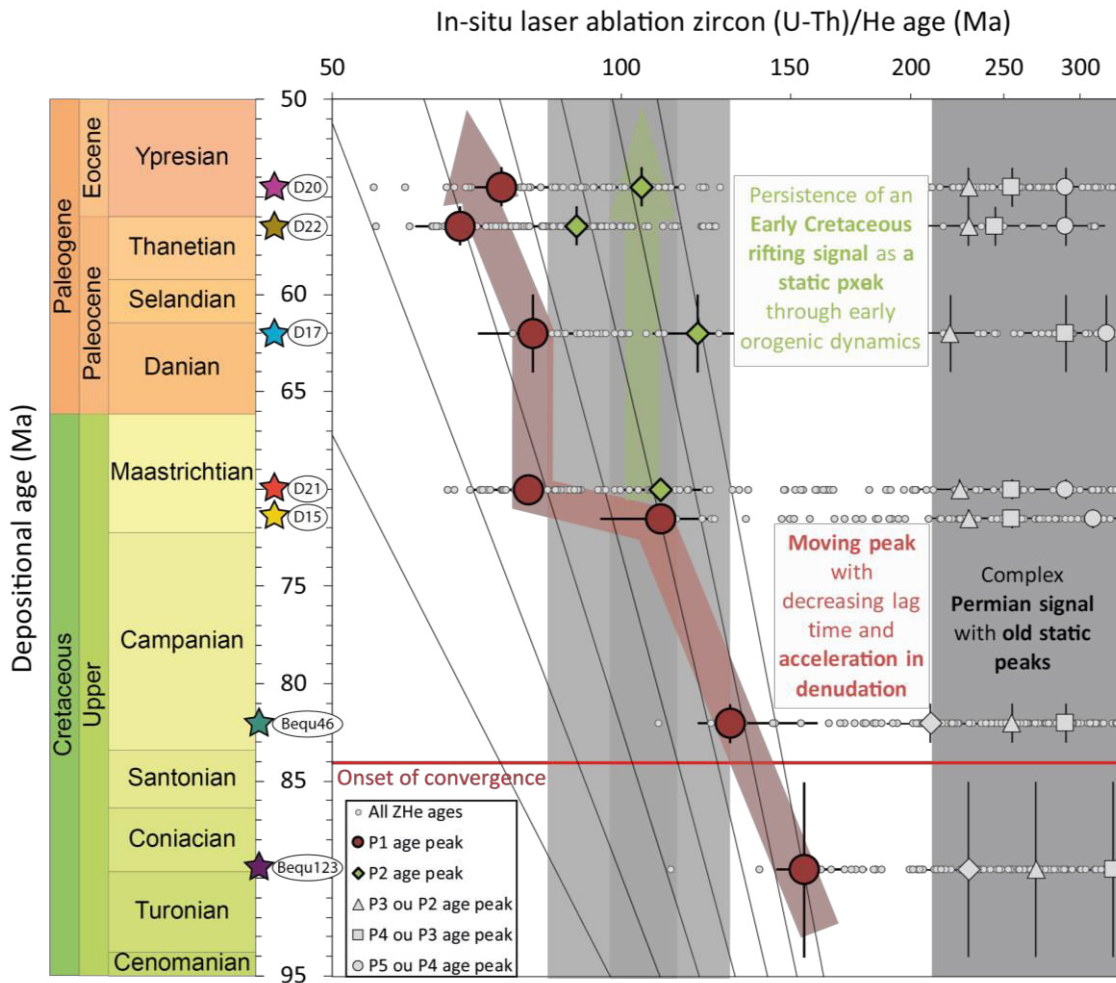 In-situ laser ablation zircon (U-Th)/He age (Ma)
50 100 150 200 250 300
Depositional age (Ma)
Paleogene
Cretaceous
Eocene
Paleocene
Upper
Ypresian
Thanetian
Selandian
Danian
Maastrichtian
Campanian
Santonian
Coniacian
Turonian
Cenomanian
50
60
65
75
80
85
95
D20
D22
D17
D21
D15
Bequ46
Bequ123
Persistence of an
Early Cretaceous
rifting signal as a
static pxak
through early
orogenic dynamics
Moving peak
with
decreasing lag
time and
acceleration in
denudation
Complex
Permian signal
with old static
peaks
Onset of convergence
All ZHe ages
P1 age peak
P2 age peak
P3 ou P2 age peak
P4 ou P3 age peak
P5 ou P4 age peak